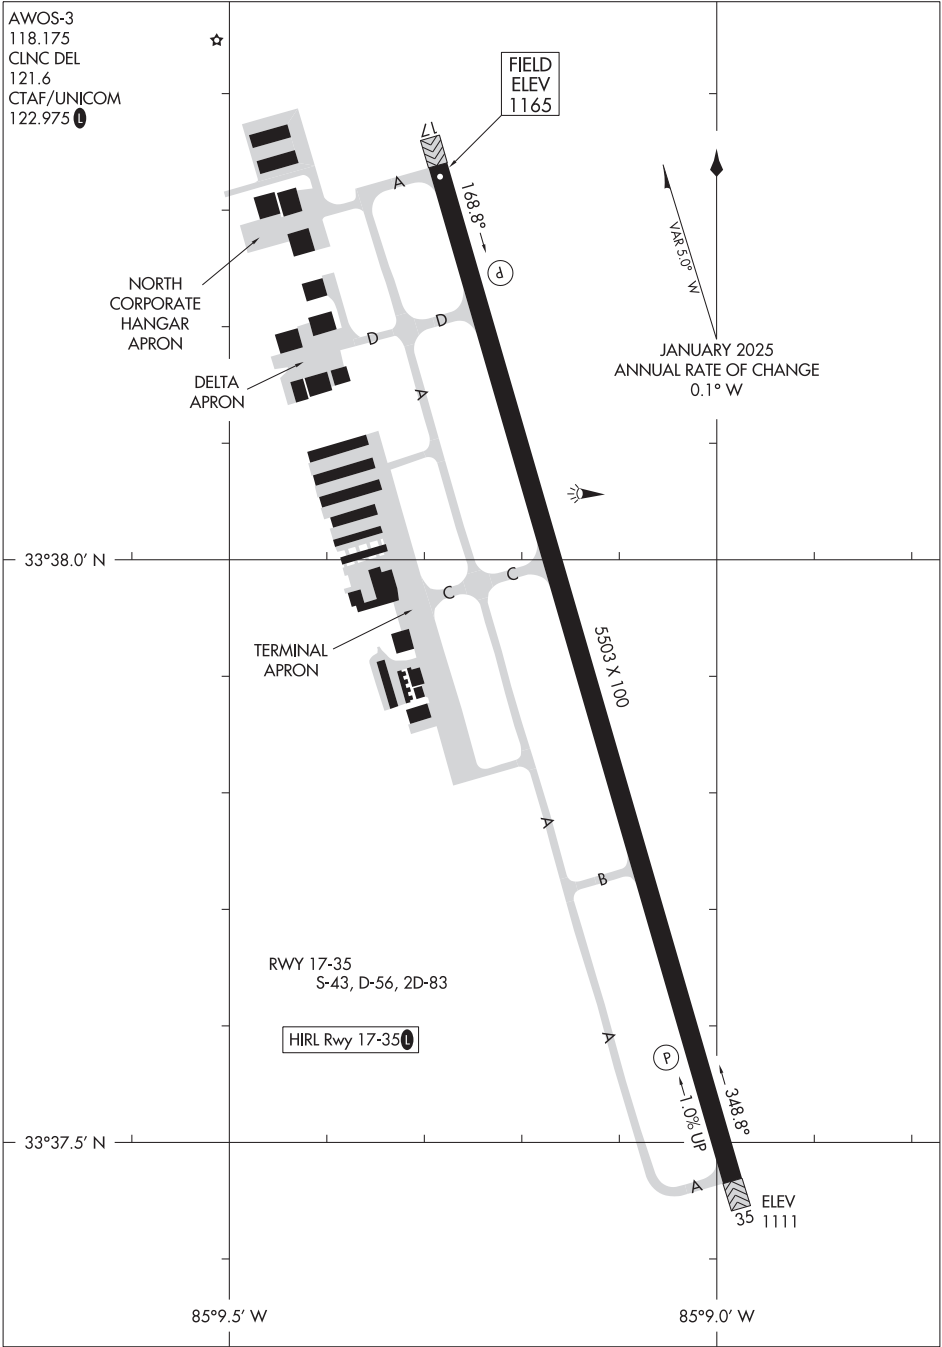 AWOS-3
118.175
CLNC DEL
121.6
CTAF/UNICOM
122.975 L
FIELD
ELEV
1165
17
A
168.8°
P
VAR 5.0° W
NORTH
CORPORATE
HANGAR
APRON
D
D
JANUARY 2025
ANNUAL RATE OF CHANGE
0.1° W
DELTA
APRON
A
33°38.0' N
C
C
TERMINAL
APRON
5503 X 100
A
B
RWY 17-35
S-43, D-56, 2D-83
HIRL Rwy 17-35 L
A
P
1.0% UP
348.8°
33°37.5' N
A
35
ELEV
1111
85°9.5' W
85°9.0' W